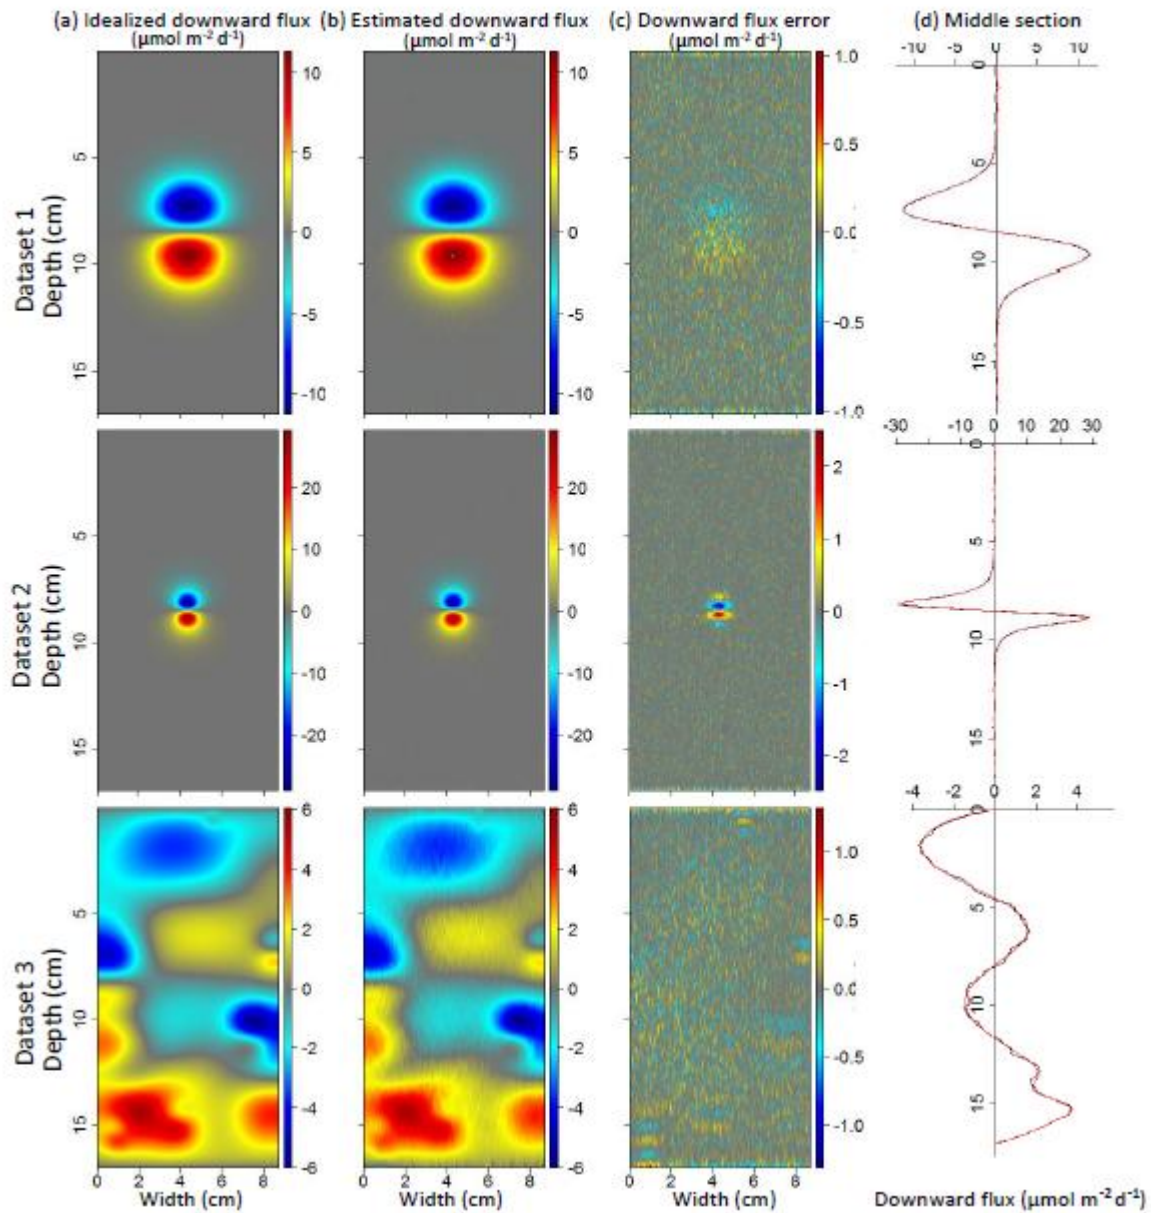 (a) Idealized downward flux (b) Estimated downward flux (c) Downward flux error (d) Middle section
(μmol m-2 d-1) (μmol m-2 d-1) (μmol m-2 d-1)
-10 -5 0 5 10
10 5 0 -5 -10
10 5 0 -5 -10
1.0 0.5 0.0 -0.5 -1.0
Dataset 1
Depth (cm)
5 10 15
0 5 10 15
-30 -10 0 10 20 30
20 10 0 -10 -20
20 10 0 -10 -20
2 1 0 -1 -2
Dataset 2
Depth (cm)
5 10 15
0 5 10 15
-4 -2 0 2 4
6 4 2 0 -2 -4 -6
6 4 2 0 -2 -4 -6
1.0 0.5 0.0 -0.5 -1.0
Dataset 3
Depth (cm)
5 10 15
0 5 10 15
0 2 4 6 8 0 2 4 6 8 0 2 4 6 8
Width (cm) Width (cm) Width (cm) Downward flux (μmol m-2 d-1)